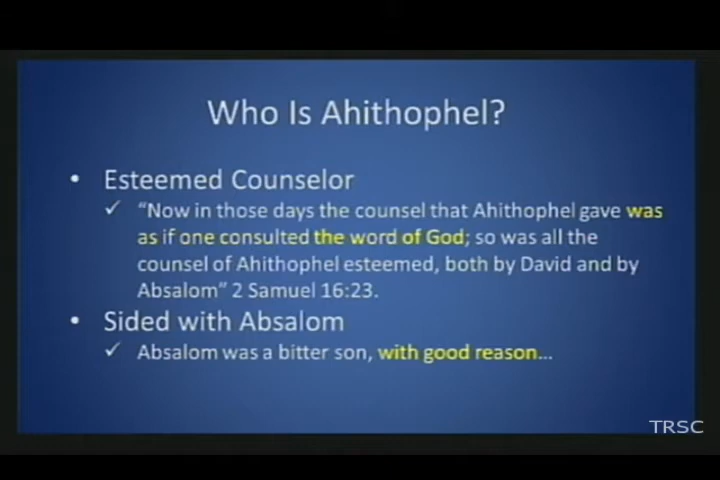 Who Is Ahithophel?
• Esteemed Counselor
✓ “Now in those days the counsel that Ahithophel gave was
as if one consulted the word of God; so was all the
counsel of Ahithophel esteemed, both by David and by
Absalom” 2 Samuel 16:23.
• Sided with Absalom
✓ Absalom was a bitter son, with good reason…
TRSC